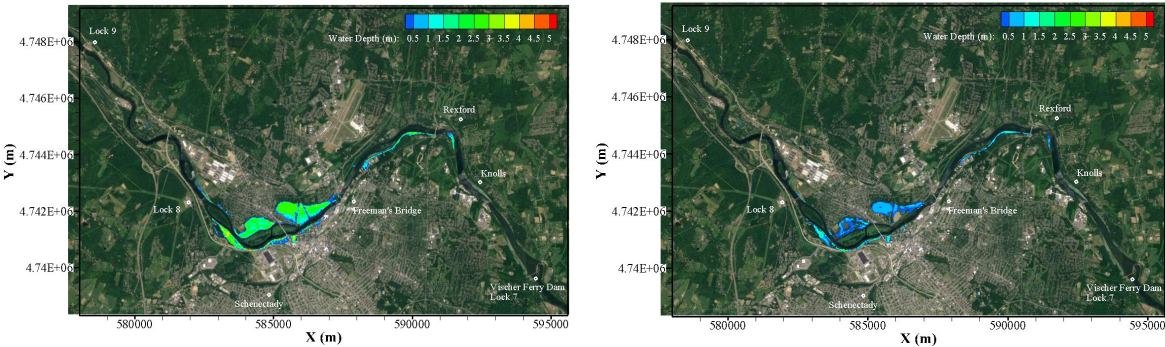 Lock 9
Water Depth (m): 0.5 1 1.5 2 2.5 3 3.5 4 4.5 5
4.748E+06
4.746E+06
Y (m)
4.744E+06
4.742E+06
4.74E+06
Rexford
Knolls
Lock 8
Freeman's Bridge
Schenectady
Vischer Ferry Dam
Lock 7
580000 585000 590000 595000
X (m)
Lock 9
Water Depth (m): 0.5 1 1.5 2 2.5 3 3.5 4 4.5 5
4.748E+06
4.746E+06
Y (m)
4.744E+06
4.742E+06
4.74E+06
Rexford
Knolls
Lock 8
Freeman's Bridge
Schenectady
Vischer Ferry Dam
Lock 7
580000 585000 590000 595000
X (m)